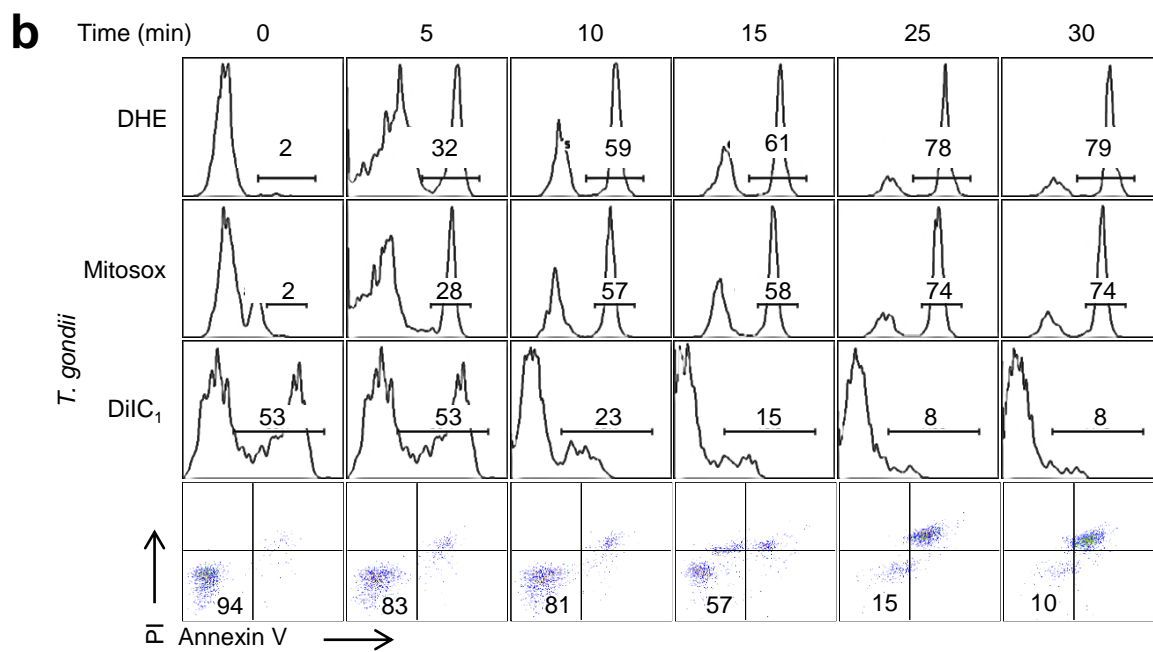 b
Time (min) 0 5 10 15 25 30
DHE
2 32 59 61 78 79
Mitosox
2 28 57 58 74 74
T. gondii
DiIC₁
53 53 23 15 8 8
94 83 81 57 15 10
PI
Annexin V